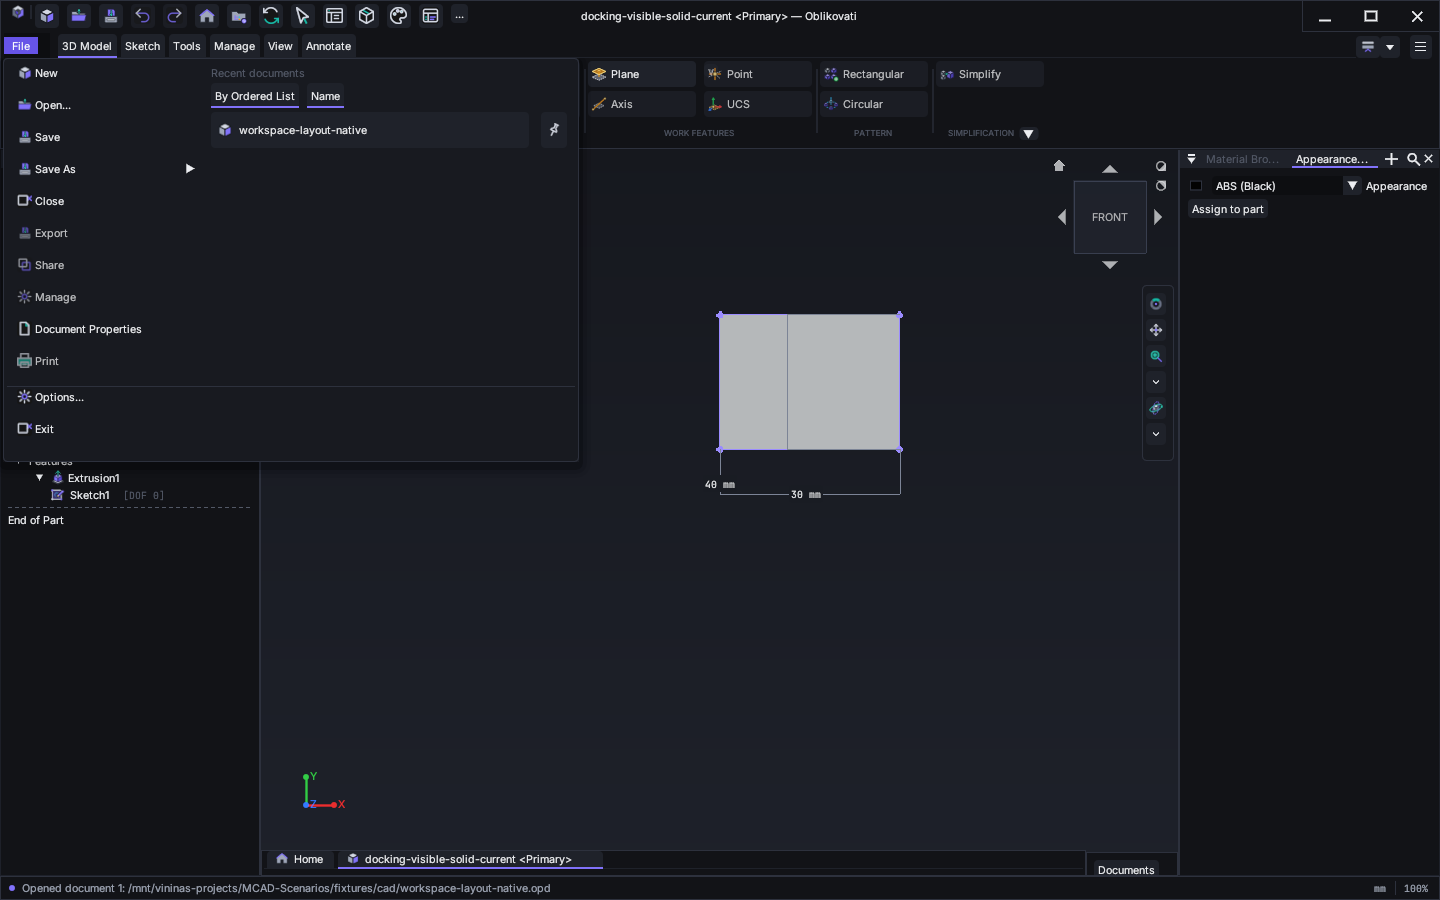 docking-visible-solid-current <Primary> — Oblikovati
File
3D Model
Sketch
Tools
Manage
View
Annotate
New
Open...
Save
Save As
Close
Export
Share
Manage
Document Properties
Print
Options...
Exit
Recent documents
By Ordered List
Name
workspace-layout-native
Plane
Point
Axis
UCS
WORK FEATURES
Rectangular
Circular
PATTERN
Simplify
SIMPLIFICATION
Features
Extrusion1
Sketch1 [DOF 0]
End of Part
FRONT
40 mm
30 mm
Y
Z
X
Material Bro...
Appearance...
ABS (Black)
Appearance
Assign to part
Home
docking-visible-solid-current <Primary>
Documents
Opened document 1: /mnt/vininas-projects/MCAD-Scenarios/fixtures/cad/workspace-layout-native.opd
mm
100%